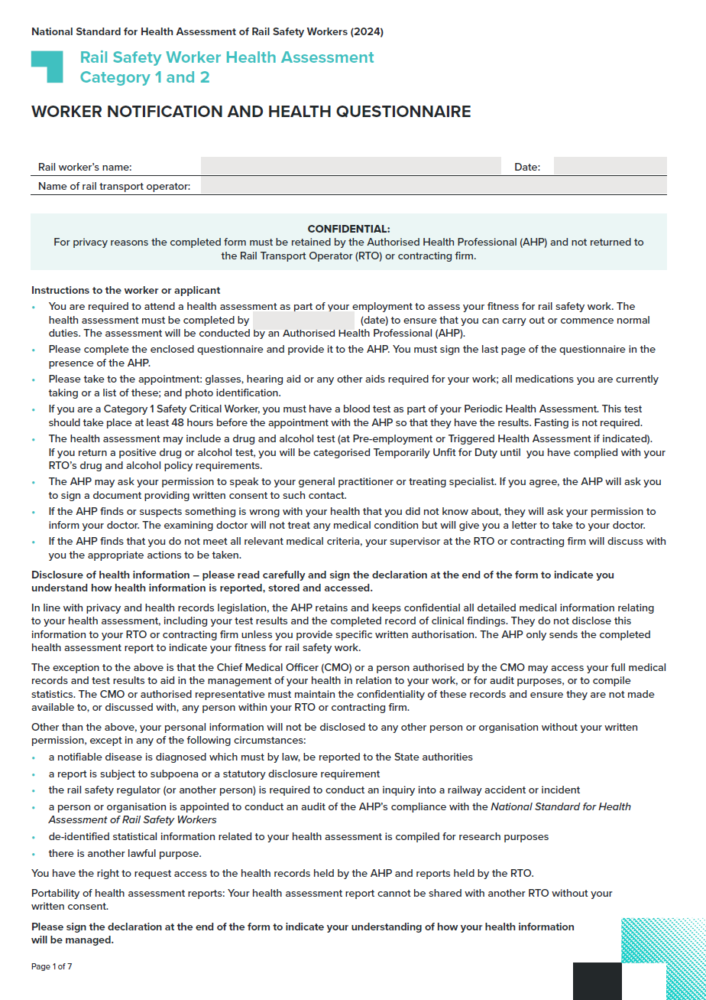 National Standard for Health Assessment of Rail Safety Workers (2024)
Rail Safety Worker Health Assessment
Category 1 and 2
WORKER NOTIFICATION AND HEALTH QUESTIONNAIRE
Rail worker's name: Date:
Name of rail transport operator:
CONFIDENTIAL:
For privacy reasons the completed form must be retained by the Authorised Health Professional (AHP) and not returned to
the Rail Transport Operator (RTO) or contracting firm.
Instructions to the worker or applicant
• You are required to attend a health assessment as part of your employment to assess your fitness for rail safety work. The
health assessment must be completed by (date) to ensure that you can carry out or commence normal
duties. The assessment will be conducted by an Authorised Health Professional (AHP).
• Please complete the enclosed questionnaire and provide it to the AHP. You must sign the last page of the questionnaire in the
presence of the AHP.
• Please take to the appointment: glasses, hearing aid or any other aids required for your work; all medications you are currently
taking or a list of these; and photo identification.
• If you are a Category 1 Safety Critical Worker, you must have a blood test as part of your Periodic Health Assessment. This test
should take place at least 48 hours before the appointment with the AHP so that they have the results. Fasting is not required.
• The health assessment may include a drug and alcohol test (at Pre-employment or Triggered Health Assessment if indicated).
If you return a positive drug or alcohol test, you will be categorised Temporarily Unfit for Duty until you have complied with your
RTO's drug and alcohol policy requirements.
• The AHP may ask your permission to speak to your general practitioner or treating specialist. If you agree, the AHP will ask you
to sign a document providing written consent to such contact.
• If the AHP finds or suspects something is wrong with your health that you did not know about, they will ask your permission to
inform your doctor. The examining doctor will not treat any medical condition but will give you a letter to take to your doctor.
• If the AHP finds that you do not meet all relevant medical criteria, your supervisor at the RTO or contracting firm will discuss with
you the appropriate actions to be taken.
Disclosure of health information – please read carefully and sign the declaration at the end of the form to indicate you
understand how health information is reported, stored and accessed.
In line with privacy and health records legislation, the AHP retains and keeps confidential all detailed medical information relating
to your health assessment, including your test results and the completed record of clinical findings. They do not disclose this
information to your RTO or contracting firm unless you provide specific written authorisation. The AHP only sends the completed
health assessment report to indicate your fitness for rail safety work.
The exception to the above is that the Chief Medical Officer (CMO) or a person authorised by the CMO may access your full medical
records and test results to aid in the management of your health in relation to your work, or for audit purposes, or to compile
statistics. The CMO or authorised representative must maintain the confidentiality of these records and ensure they are not made
available to, or discussed with, any person within your RTO or contracting firm.
Other than the above, your personal information will not be disclosed to any other person or organisation without your written
permission, except in any of the following circumstances:
• a notifiable disease is diagnosed which must by law, be reported to the State authorities
• a report is subject to subpoena or a statutory disclosure requirement
• the rail safety regulator (or another person) is required to conduct an inquiry into a railway accident or incident
• a person or organisation is appointed to conduct an audit of the AHP's compliance with the National Standard for Health
Assessment of Rail Safety Workers
• de-identified statistical information related to your health assessment is compiled for research purposes
• there is another lawful purpose.
You have the right to request access to the health records held by the AHP and reports held by the RTO.
Portability of health assessment reports: Your health assessment report cannot be shared with another RTO without your
written consent.
Please sign the declaration at the end of the form to indicate your understanding of how your health information
will be managed.
Page 1 of 7